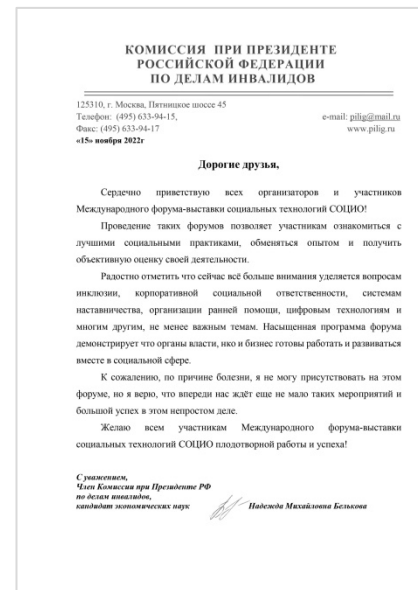 КОМИССИЯ ПРИ ПРЕЗИДЕНТЕ
РОССИЙСКОЙ ФЕДЕРАЦИИ
ПО ДЕЛАМ ИНВАЛИДОВ
125310, г. Москва, Пятницкое шоссе 45
Телефон: (495) 633-94-15, e-mail: pilig@mail.ru
Факс: (495) 633-94-17 www.pilig.ru
«15» ноября 2022г
Дорогие друзья,
Сердечно приветствую всех организаторов и участников
Международного форума-выставки социальных технологий СОЦИО!
Проведение таких форумов позволяет участникам ознакомиться с
лучшими социальными практиками, обменяться опытом и получить
объективную оценку своей деятельности.
Радостно отметить что сейчас всё больше внимания уделяется вопросам
инклюзии, корпоративной социальной ответственности, системам
наставничества, организации ранней помощи, цифровым технологиям и
многим другим, не менее важным темам. Насыщенная программа форума
демонстрирует что органы власти, нко и бизнес готовы работать и развиваться
вместе в социальной сфере.
К сожалению, по причине болезни, я не могу присутствовать на этом
форуме, но я верю, что впереди нас ждёт еще не мало таких мероприятий и
большой успех в этом непростом деле.
Желаю всем участникам Международного форума-выставки
социальных технологий СОЦИО плодотворной работы и успеха!
С уважением,
Член Комиссии при Президенте РФ
по делам инвалидов,
кандидат экономических наук Надежда Михайловна Белькова